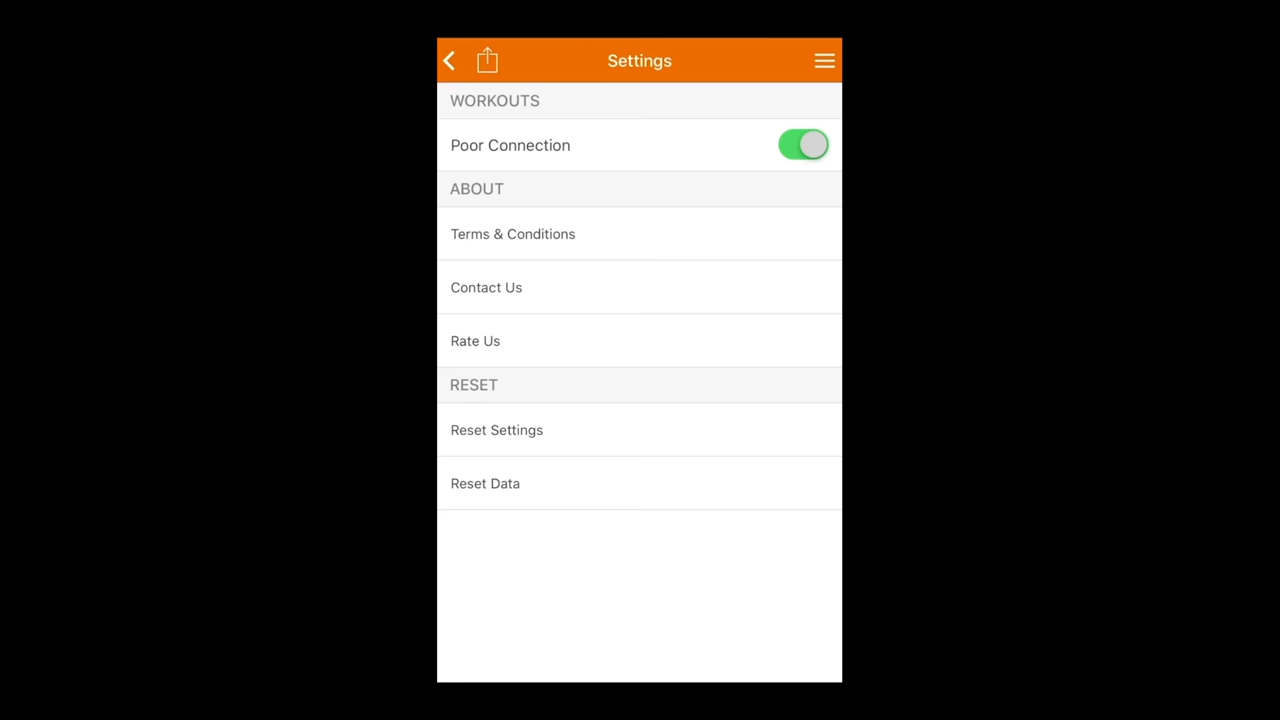 Settings
WORKOUTS
Poor Connection
ABOUT
Terms & Conditions
Contact Us
Rate Us
RESET
Reset Settings
Reset Data